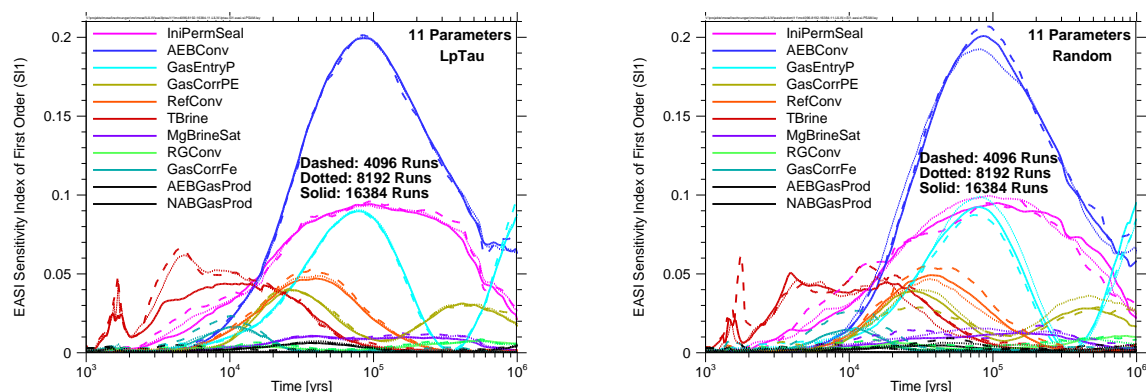 11 Parameters
LpTau
IniPermSeal
AEBConv
GasEntryP
GasCorrPE
RefConv
TBrine
MgBrineSat
RGConv
GasCorrFe
AEBGasProd
NABGasProd
Dashed: 4096 Runs
Dotted: 8192 Runs
Solid: 16384 Runs
EASI Sensitivity Index of First Order (SI1)
0.2
0.15
0.1
0.05
0
10³
10⁴
10⁵
10⁶
Time [yrs]
11 Parameters
Random
IniPermSeal
AEBConv
GasEntryP
GasCorrPE
RefConv
TBrine
MgBrineSat
RGConv
GasCorrFe
AEBGasProd
NABGasProd
Dashed: 4096 Runs
Dotted: 8192 Runs
Solid: 16384 Runs
EASI Sensitivity Index of First Order (SI1)
0.2
0.15
0.1
0.05
0
10³
10⁴
10⁵
10⁶
Time [yrs]